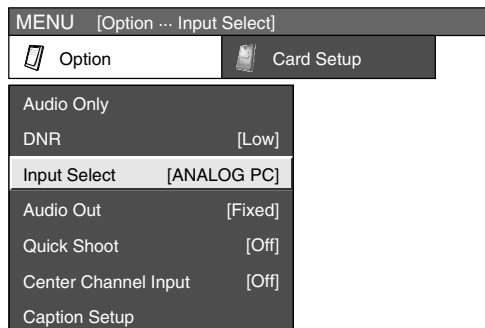 MENU [Option ··· Input Select]
Option Card Setup
Audio Only
DNR [Low]
Input Select [ANALOG PC]
Audio Out [Fixed]
Quick Shoot [Off]
Center Channel Input [Off]
Caption Setup